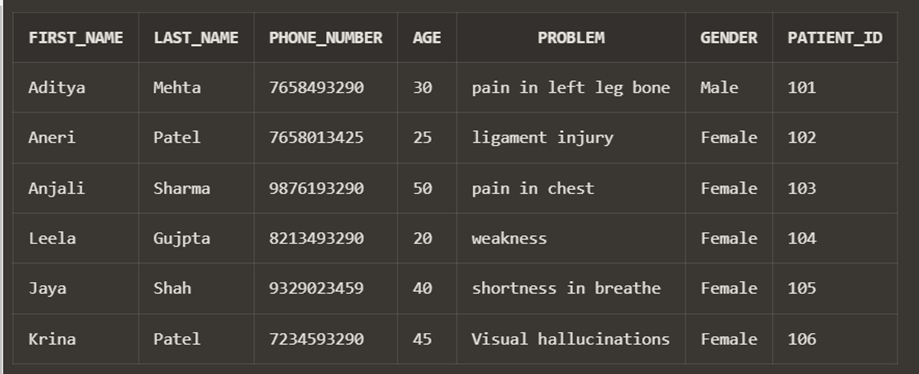 FIRST_NAME LAST_NAME PHONE_NUMBER AGE PROBLEM GENDER PATIENT_ID
Aditya Mehta 7658493290 30 pain in left leg bone Male 101
Aneri Patel 7658013425 25 ligament injury Female 102
Anjali Sharma 9876193290 50 pain in chest Female 103
Leela Gujpta 8213493290 20 weakness Female 104
Jaya Shah 9329023459 40 shortness in breathe Female 105
Krina Patel 7234593290 45 Visual hallucinations Female 106